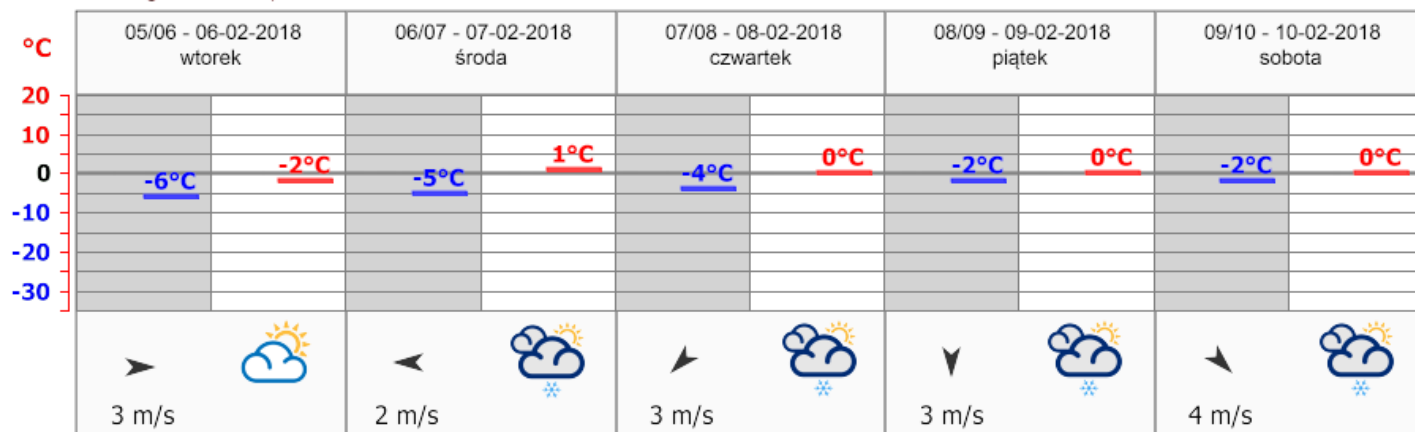 05/06 - 06-02-2018
wtorek
06/07 - 07-02-2018
środa
07/08 - 08-02-2018
czwartek
08/09 - 09-02-2018
piątek
09/10 - 10-02-2018
sobota
°C
20
10
0
-10
-20
-30
-6°C
-2°C
-5°C
1°C
-4°C
0°C
-2°C
0°C
-2°C
0°C
3 m/s
2 m/s
3 m/s
3 m/s
4 m/s